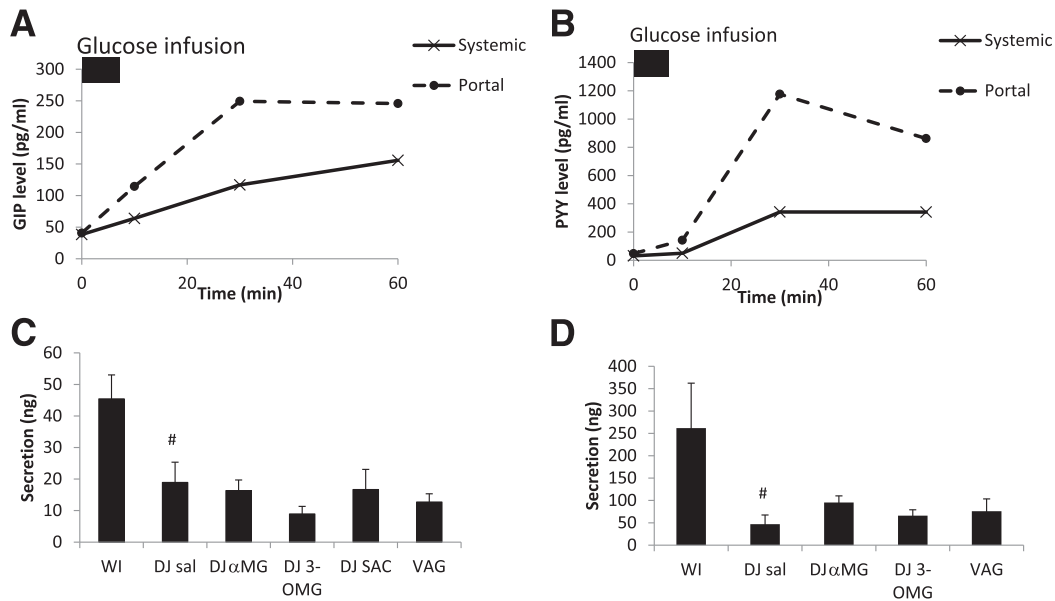 A
Glucose infusion
Systemic
Portal
300
250
200
150
100
50
0
GIP level (pg/ml)
0 20 40 60
Time (min)
B
Glucose infusion
Systemic
Portal
1400
1200
1000
800
600
400
200
0
PYY level (pg/ml)
0 20 40 60
Time (min)
C
60
50
40
30
20
10
0
Secretion (ng)
#
WI DJ sal DJ αMG DJ 3- DJ SAC VAG
OMG
D
400
350
300
250
200
150
100
50
0
Secretion (ng)
#
WI DJ sal DJ αMG DJ 3- VAG
OMG